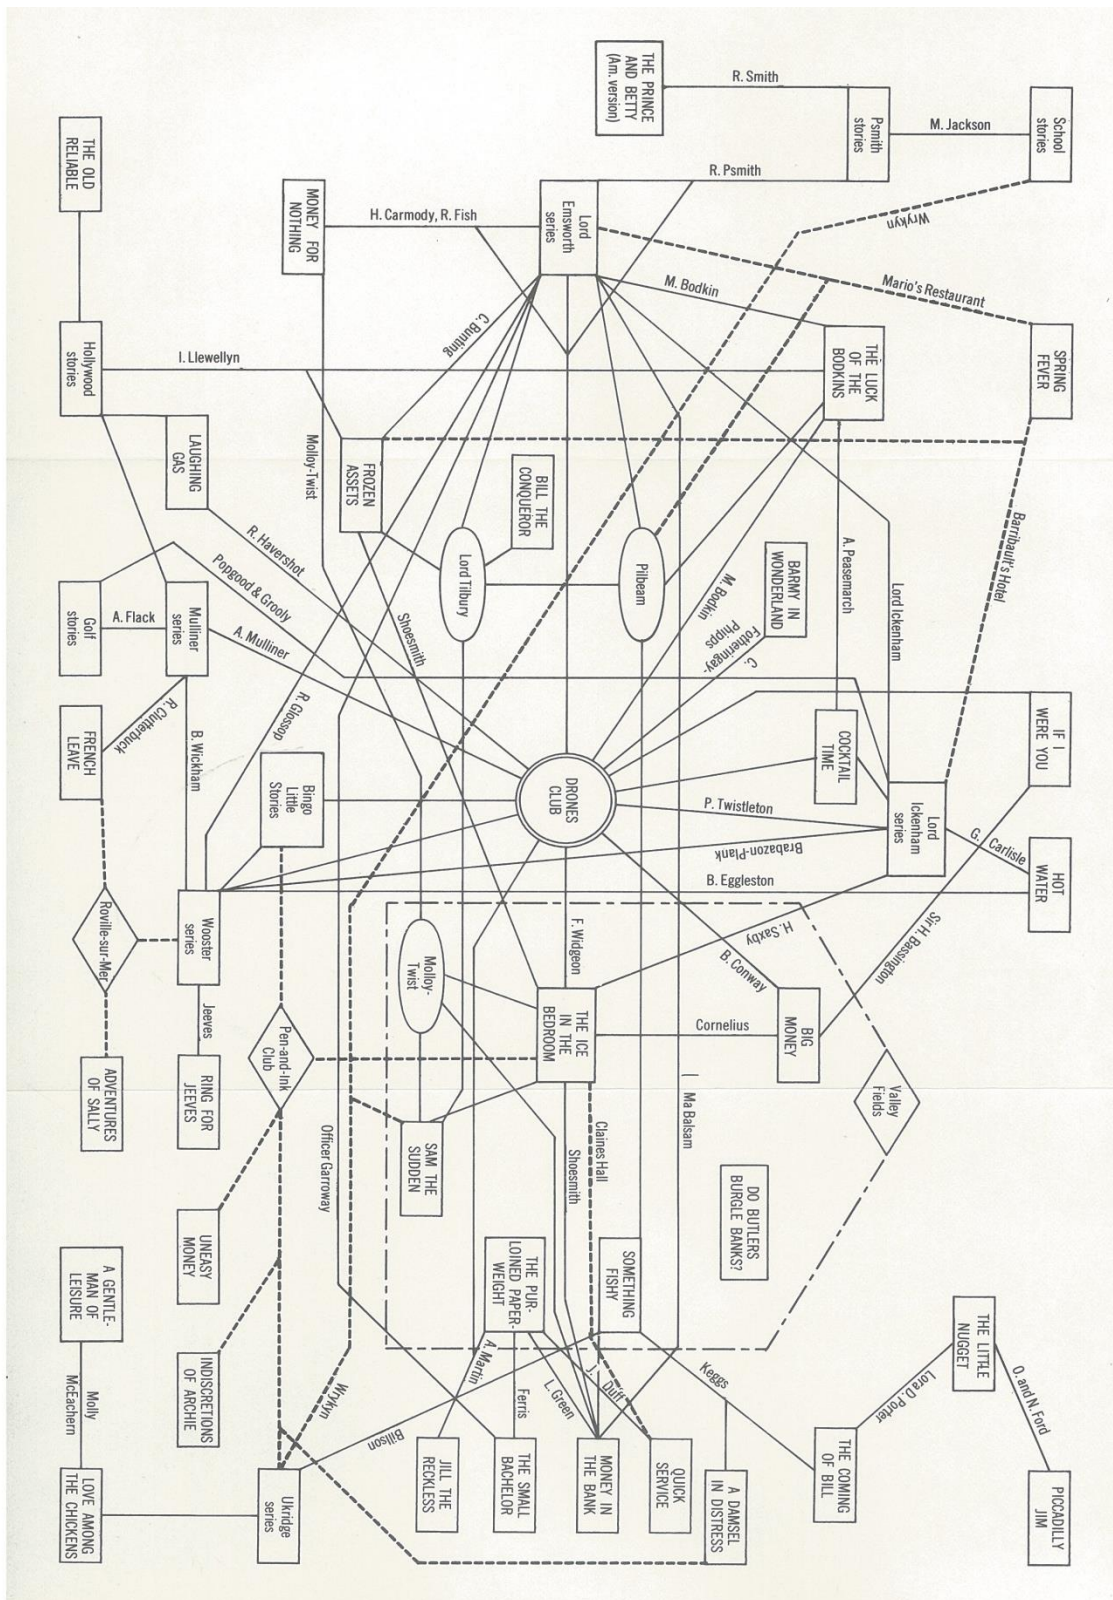 School
stories
SPRING
FEVER
IF I
WERE YOU
HOT
WATER
PICCADILLY
JIM
M. Jackson
Wrykyn
Mario's Restaurant
Barribault's Hotel
G. Carlisle
Sir H. Bassington
O. and N. Ford
THE LITTLE
NUGGET
Lora D. Porter
Psmith
stories
THE LUCK
OF THE
BODKINS
Lord Ickenham
Lord
Ickenham
series
Valley
Fields
A. Peasemarch
COCKTAIL
TIME
THE COMING
OF BILL
R. Smith
R. Psmith
M. Bodkin
BARMY IN
WONDERLAND
C.
Fotheringay-
Phipps
M. Bodkin
P. Twistleton
Brabazon-Plank
B. Eggleston
H. Saxby
B. Conway
BIG
MONEY
Cornelius
DO BUTLERS
BURGLE BANKS?
Keggs
A DAMSEL
IN DISTRESS
THE PRINCE
AND BETTY
(Am. version)
Pilbeam
Ma Balsam
SOMETHING
FISHY
QUICK
SERVICE
Lord
Emsworth
series
DRONES
CLUB
F. Widgeon
THE ICE
IN THE
BEDROOM
Claines Hall
Shoesmith
J. Duff
L. Green
MONEY IN
THE BANK
BILL THE
CONQUEROR
THE PUR-
LOINED PAPER-
WEIGHT
Ferris
THE SMALL
BACHELOR
H. Carmody, R. Fish
C. Bunting
Lord Tilbury
A. Martin
JILL THE
RECKLESS
Shoesmith
Molloy-
Twist
SAM THE
SUDDEN
Billson
FROZEN
ASSETS
MONEY FOR
NOTHING
Molloy-Twist
Officer Garroway
Wrykyn
R. Glossop
Bingo
Little
Stories
Pen-and-Ink
Club
Ukridge
series
I. Llewellyn
R. Havershot
Popgood & Grooly
A. Mulliner
LAUGHING
GAS
Mulliner
series
B. Wickham
Wooster
series
Jeeves
RING FOR
JEEVES
UNEASY
MONEY
INDISCRETIONS
OF ARCHIE
A. Flack
R. Clutterbuck
Roville-sur-Mer
ADVENTURES
OF SALLY
THE OLD
RELIABLE
Hollywood
stories
Golf
stories
FRENCH
LEAVE
A GENTLE-
MAN OF
LEISURE
Molly
McEachern
LOVE AMONG
THE CHICKENS